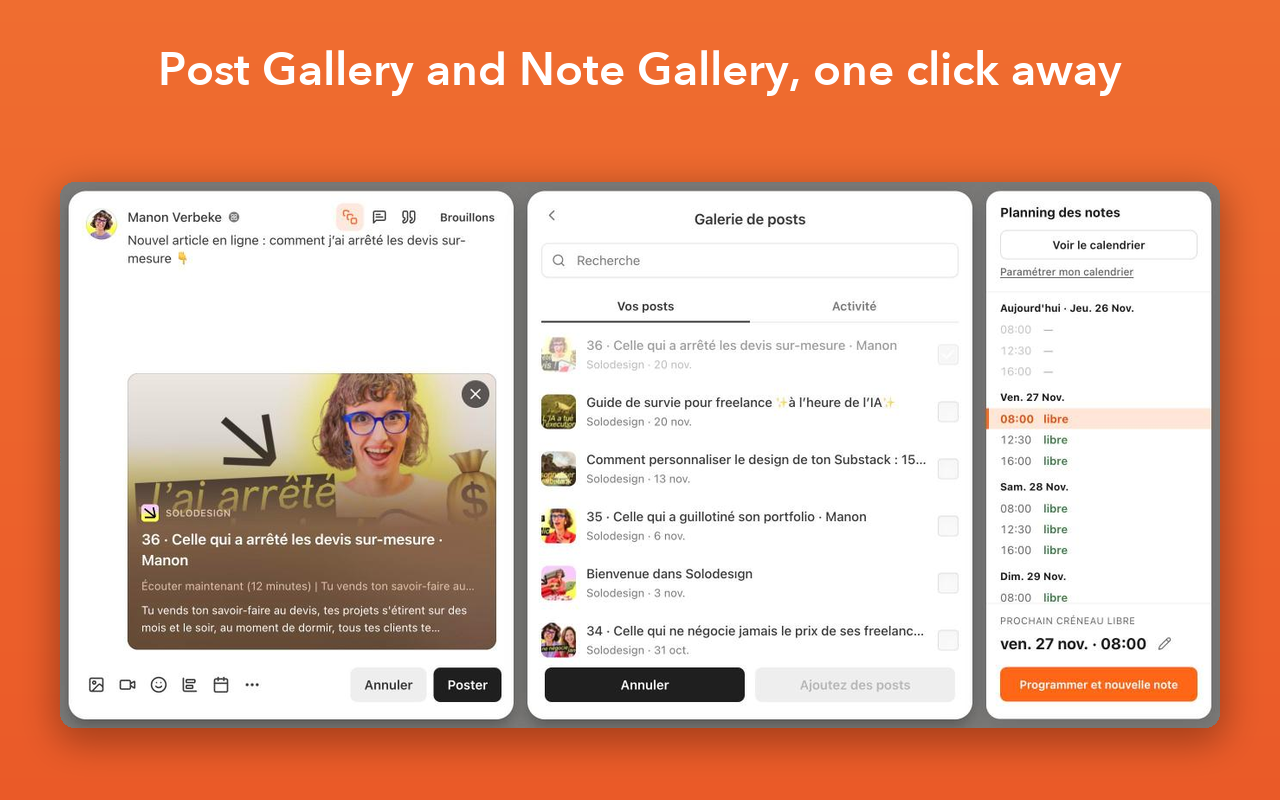 Post Gallery and Note Gallery, one click away
Manon Verbeke
Brouillons
Nouvel article en ligne : comment j'ai arrêté les devis sur-
mesure 👇
J'ai arrêté
SOLODESIGN
36 · Celle qui a arrêté les devis sur-mesure ·
Manon
Écouter maintenant (12 minutes) | Tu vends ton savoir-faire au...
Tu vends ton savoir-faire au devis, tes projets s'étirent sur des
mois et le soir, au moment de dormir, tous tes clients te...
Annuler
Poster
Galerie de posts
Recherche
Vos posts
Activité
36 · Celle qui a arrêté les devis sur-mesure · Manon
Solodesign · 20 nov.
Guide de survie pour freelance ✨à l'heure de l'IA✨
Solodesign · 20 nov.
Comment personnaliser le design de ton Substack : 15...
Solodesign · 13 nov.
35 · Celle qui a guillotiné son portfolio · Manon
Solodesign · 6 nov.
Bienvenue dans Solodesıgn
Solodesign · 3 nov.
34 · Celle qui ne négocie jamais le prix de ses freelanc...
Solodesign · 31 oct.
Annuler
Ajoutez des posts
Planning des notes
Voir le calendrier
Paramétrer mon calendrier
Aujourd'hui · Jeu. 26 Nov.
08:00 —
12:30 —
16:00 —
Ven. 27 Nov.
08:00 libre
12:30 libre
16:00 libre
Sam. 28 Nov.
08:00 libre
12:30 libre
16:00 libre
Dim. 29 Nov.
08:00 libre
PROCHAIN CRÉNEAU LIBRE
ven. 27 nov. · 08:00
Programmer et nouvelle note